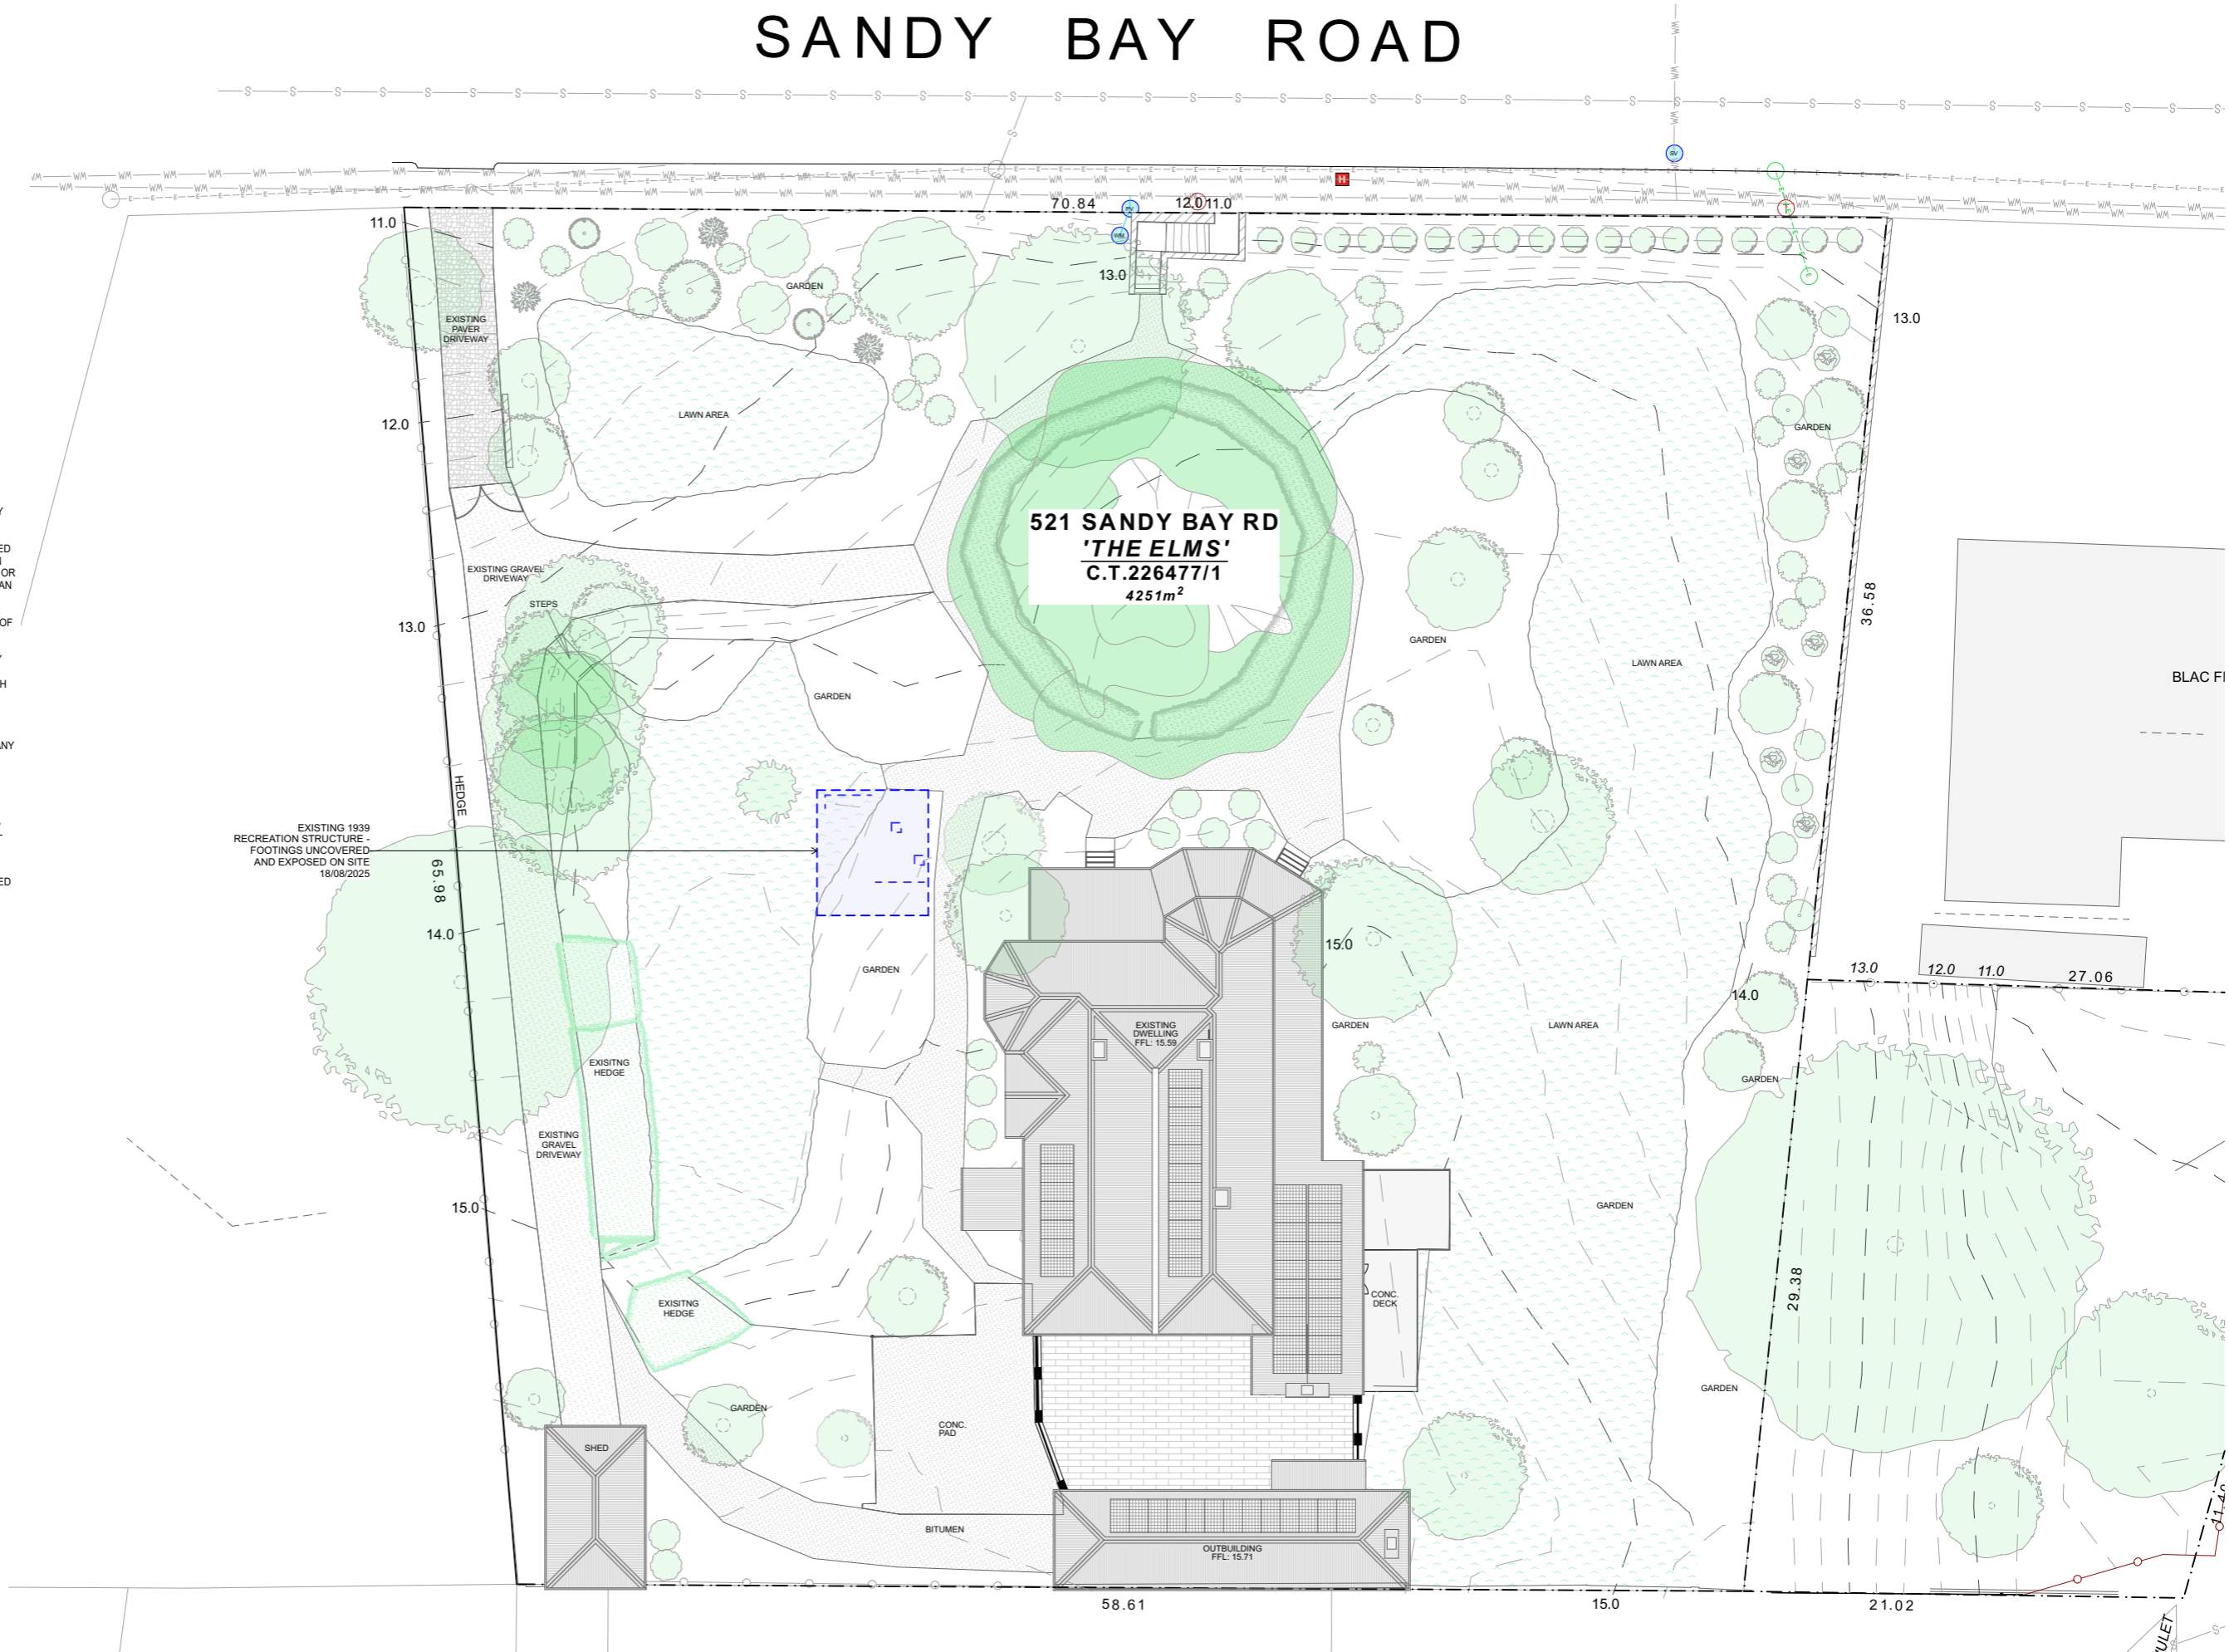 SANDY BAY ROAD
70.84
12.0
11.0
11.0
13.0
13.0
EXISTING
PAVER
DRIVEWAY
GARDEN
LAWN AREA
12.0
GARDEN
521 SANDY BAY RD
'THE ELMS'
C.T.226477/1
4251m²
EXISTING GRAVEL
DRIVEWAY
STEPS
13.0
36.58
GARDEN
LAWN AREA
GARDEN
HEDGE
EXISTING 1939
RECREATION STRUCTURE -
FOOTINGS UNCOVERED
AND EXPOSED ON SITE
18/08/2025
65.98
14.0
GARDEN
15.0
13.0
12.0
11.0
27.06
14.0
EXISTING
DWELLING
FFL: 15.59
GARDEN
LAWN AREA
EXISITNG
HEDGE
GARDEN
EXISTING
GRAVEL
DRIVEWAY
15.0
GARDEN
29.38
EXISITNG
HEDGE
CONC.
DECK
GARDEN
GARDEN
CONC.
PAD
SHED
BITUMEN
OUTBUILDING
FFL: 15.71
11.40
58.61
15.0
21.02